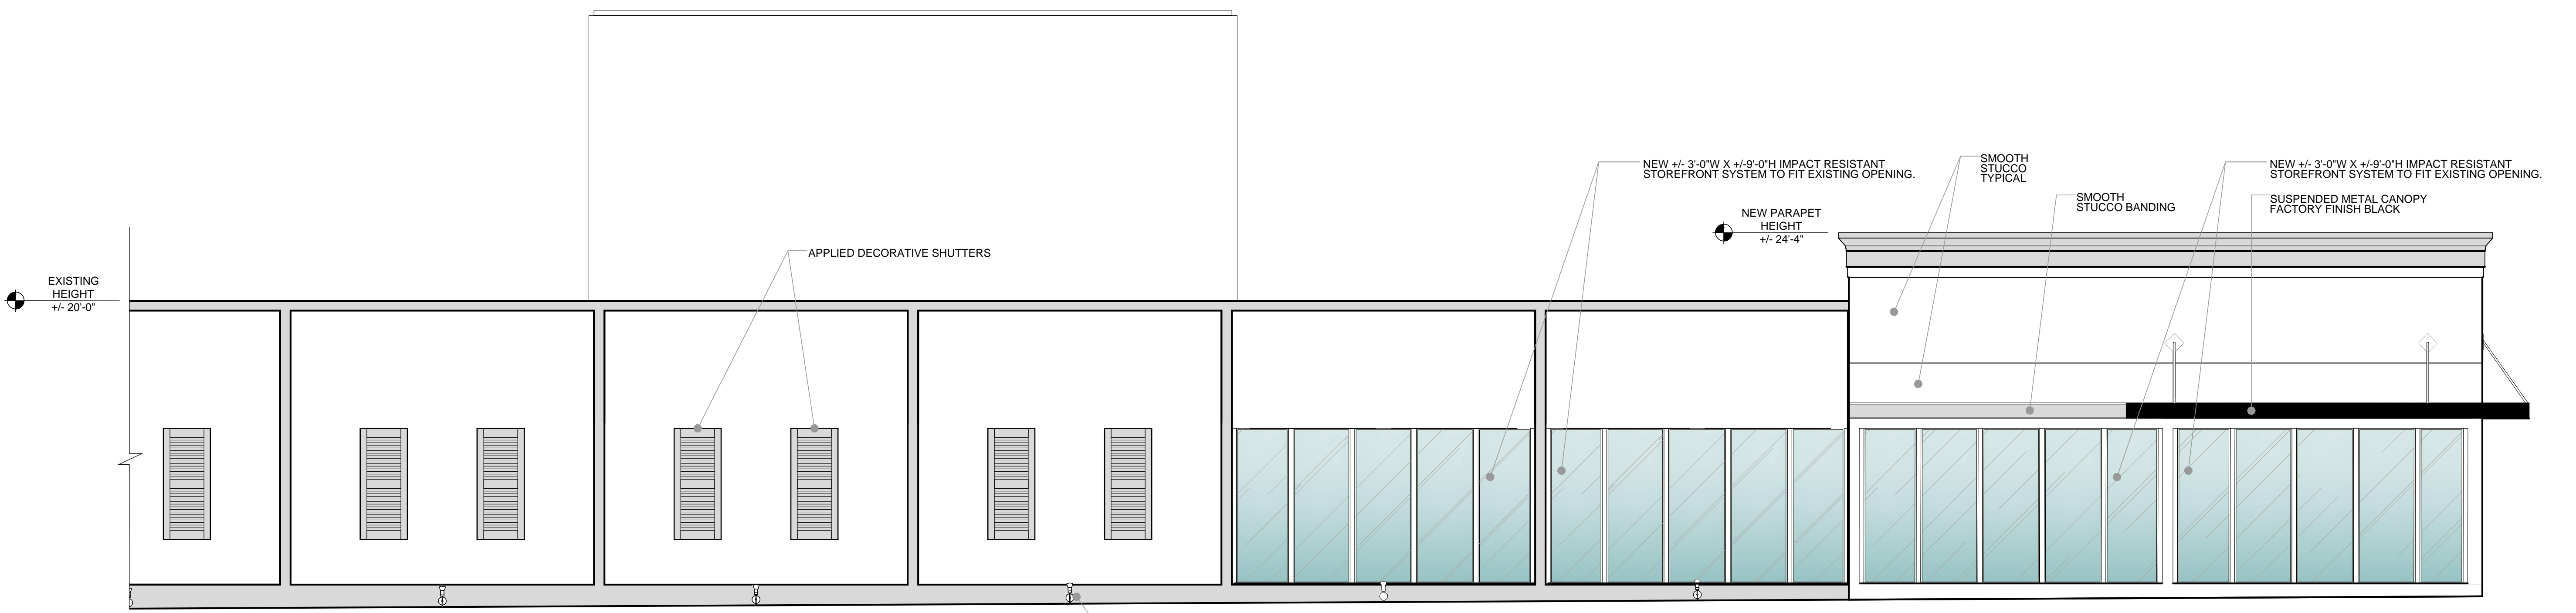 NEW +/- 3'-0"W X +/-9'-0"H IMPACT RESISTANT
STOREFRONT SYSTEM TO FIT EXISTING OPENING.
SMOOTH
STUCCO
TYPICAL
NEW +/- 3'-0"W X +/-9'-0"H IMPACT RESISTANT
STOREFRONT SYSTEM TO FIT EXISTING OPENING.
SMOOTH
STUCCO BANDING
SUSPENDED METAL CANOPY
FACTORY FINISH BLACK
NEW PARAPET
HEIGHT
+/- 24'-4"
APPLIED DECORATIVE SHUTTERS
EXISTING
HEIGHT
+/- 20'-0"